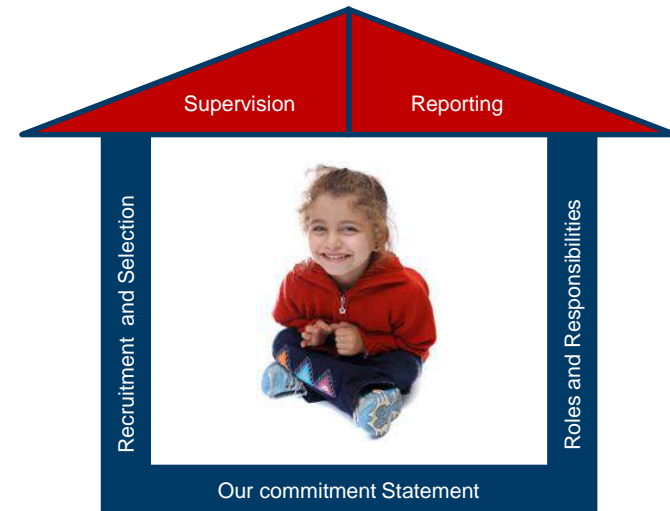 Supervision
Reporting
Recruitment and Selection
Roles and Responsibilities
Our commitment Statement